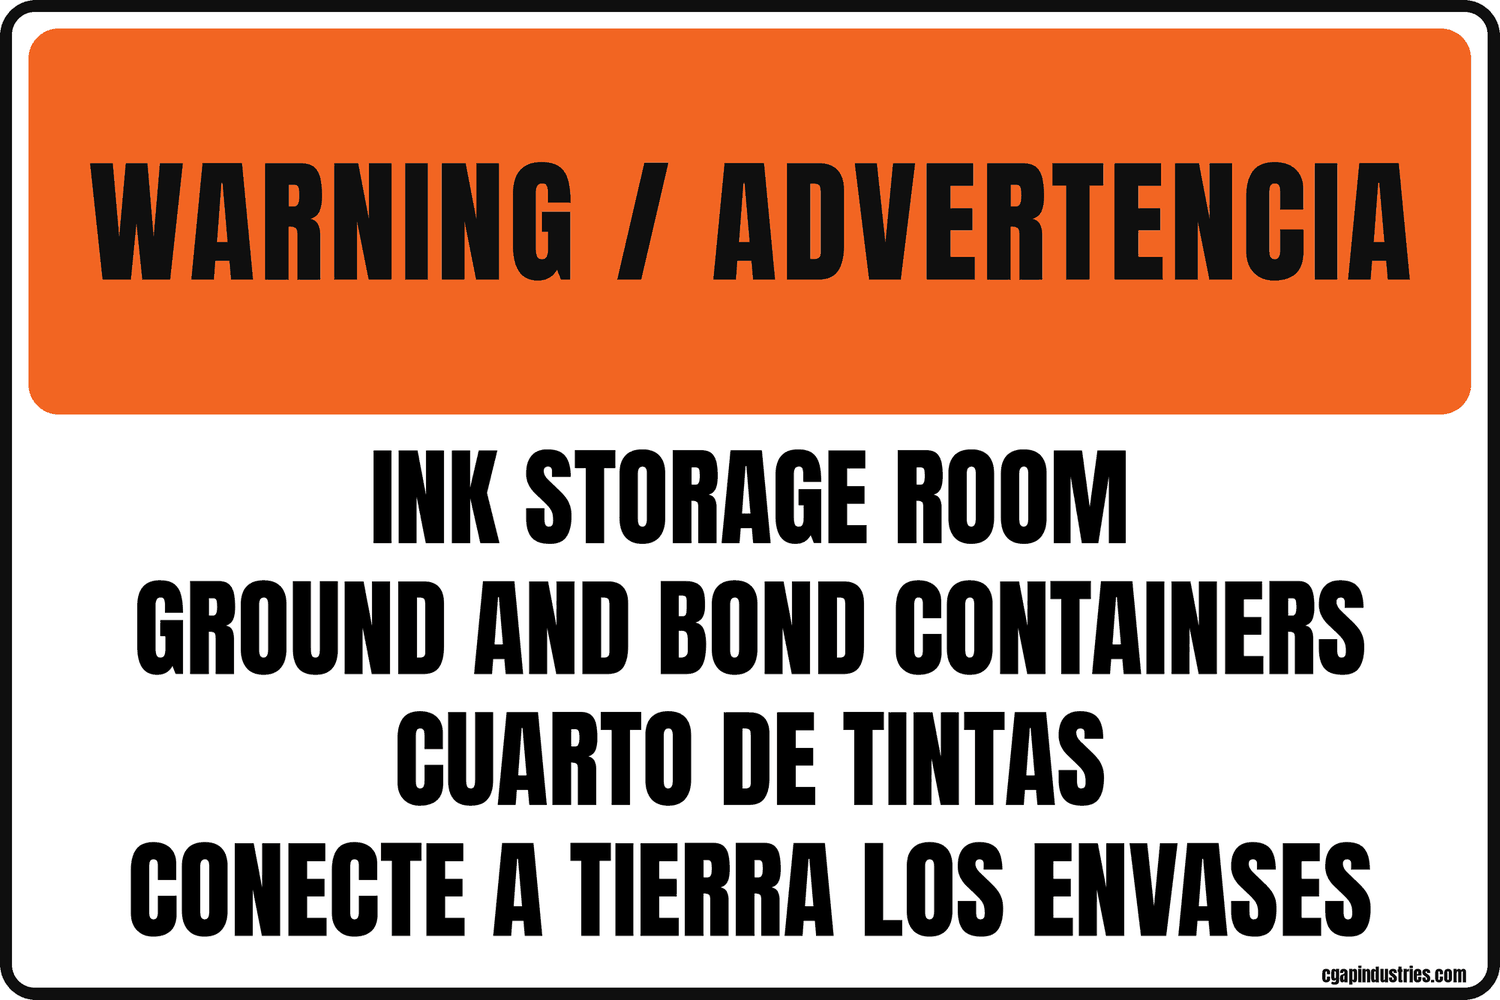 WARNING / ADVERTENCIA
INK STORAGE ROOM
GROUND AND BOND CONTAINERS
CUARTO DE TINTAS
CONECTE A TIERRA LOS ENVASES
cgapindustries.com